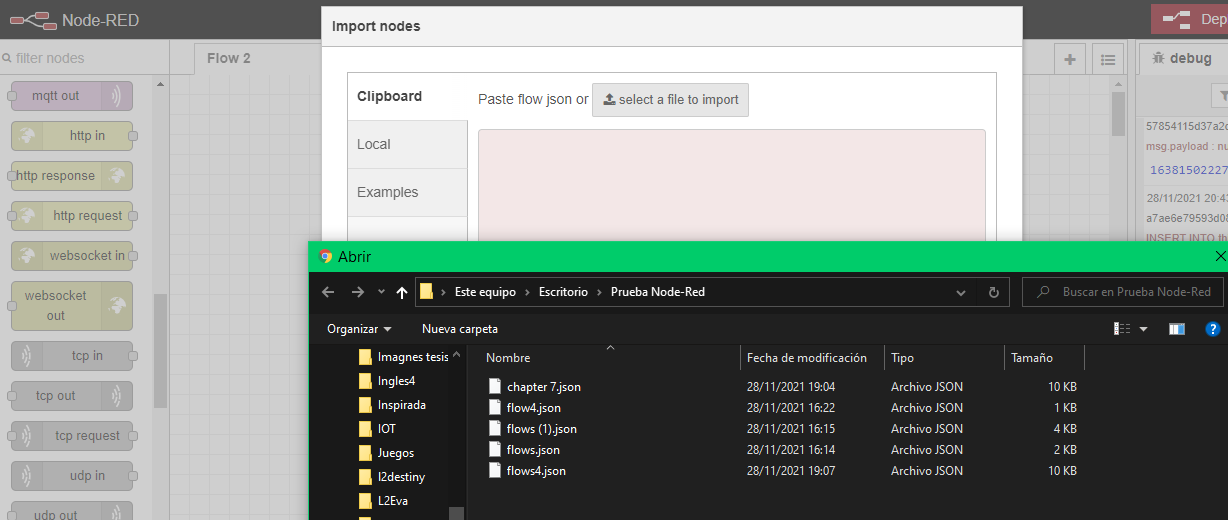 Node-RED
Import nodes
Dep
filter nodes
Flow 2
debug
mqtt out
http in
http response
http request
websocket in
websocket
out
tcp in
tcp out
tcp request
udp in
udp out
Clipboard
Paste flow json or select a file to import
Local
Examples
57854115d37a2c
msg.payload : nu
16381502227
28/11/2021 20:43
a7ae6e79593d08
INSERT INTO th
Abrir
Este equipo > Escritorio > Prueba Node-Red
Buscar en Prueba Node-Red
Organizar Nueva carpeta
Imagnes tesis
Ingles4
Inspirada
IOT
Juegos
l2destiny
L2Eva
Nombre Fecha de modificación Tipo Tamaño
chapter 7.json 28/11/2021 19:04 Archivo JSON 10 KB
flow4.json 28/11/2021 16:22 Archivo JSON 1 KB
flows (1).json 28/11/2021 16:15 Archivo JSON 4 KB
flows.json 28/11/2021 16:14 Archivo JSON 2 KB
flows4.json 28/11/2021 19:07 Archivo JSON 10 KB